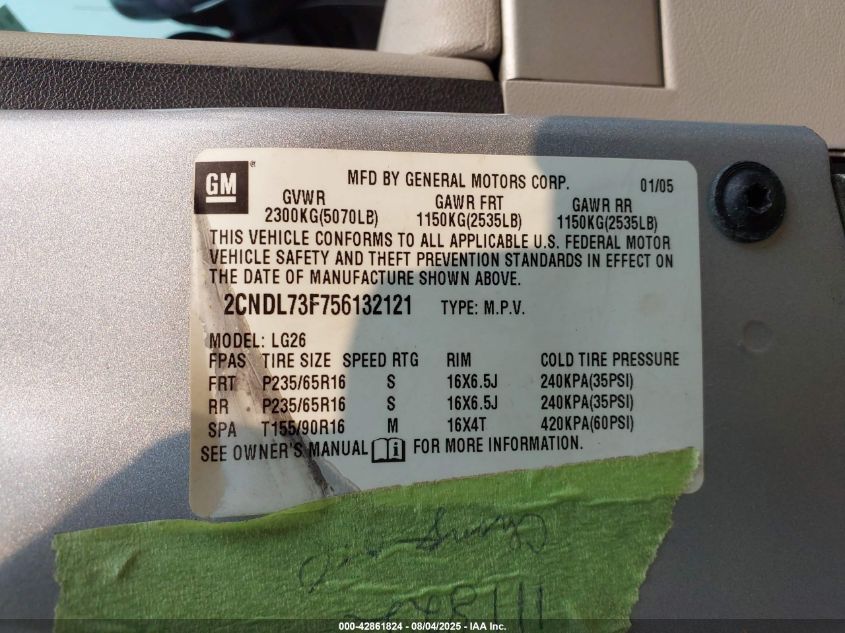 GM®
MFD BY GENERAL MOTORS CORP. 01/05
GVWR GAWR FRT GAWR RR
2300KG(5070LB) 1150KG(2535LB) 1150KG(2535LB)
THIS VEHICLE CONFORMS TO ALL APPLICABLE U.S. FEDERAL MOTOR
VEHICLE SAFETY AND THEFT PREVENTION STANDARDS IN EFFECT ON
THE DATE OF MANUFACTURE SHOWN ABOVE.
2CNDL73F756132121 TYPE: M.P.V.
MODEL: LG26
FPAS TIRE SIZE SPEED RTG RIM COLD TIRE PRESSURE
FRT P235/65R16 S 16X6.5J 240KPA(35PSI)
RR P235/65R16 S 16X6.5J 240KPA(35PSI)
SPA T155/90R16 M 16X4T 420KPA(60PSI)
SEE OWNER'S MANUAL FOR MORE INFORMATION.
000-42861824 - 08/04/2025 - IAA Inc.